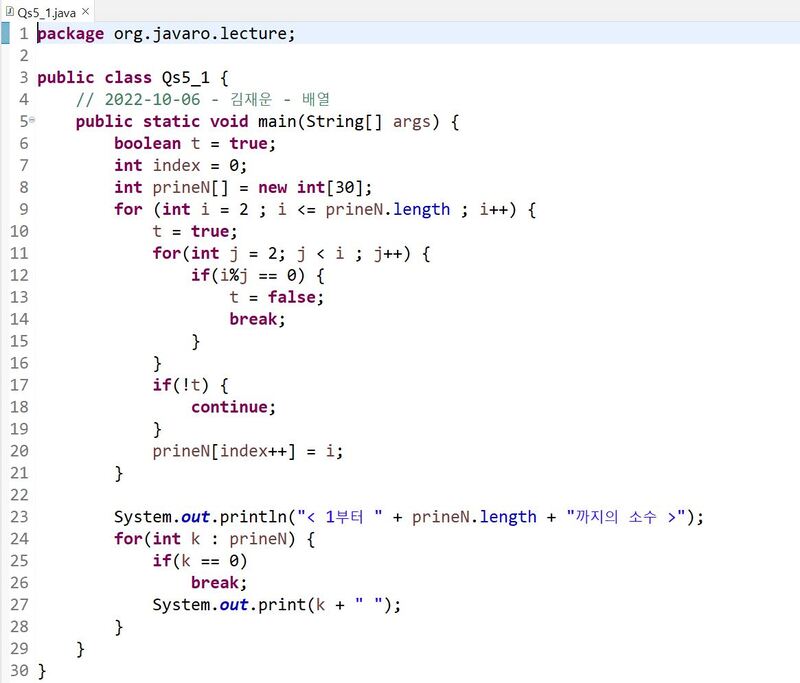 Qs5_1.java
1 package org.javaro.lecture;
2
3 public class Qs5_1 {
4 // 2022-10-06 - 김재운 - 배열
5 public static void main(String[] args) {
6 boolean t = true;
7 int index = 0;
8 int prineN[] = new int[30];
9 for (int i = 2 ; i <= prineN.length ; i++) {
10 t = true;
11 for(int j = 2; j < i ; j++) {
12 if(i%j == 0) {
13 t = false;
14 break;
15 }
16 }
17 if(!t) {
18 continue;
19 }
20 prineN[index++] = i;
21 }
22
23 System.out.println("< 1부터 " + prineN.length + "까지의 소수 >");
24 for(int k : prineN) {
25 if(k == 0)
26 break;
27 System.out.print(k + " ");
28 }
29 }
30 }